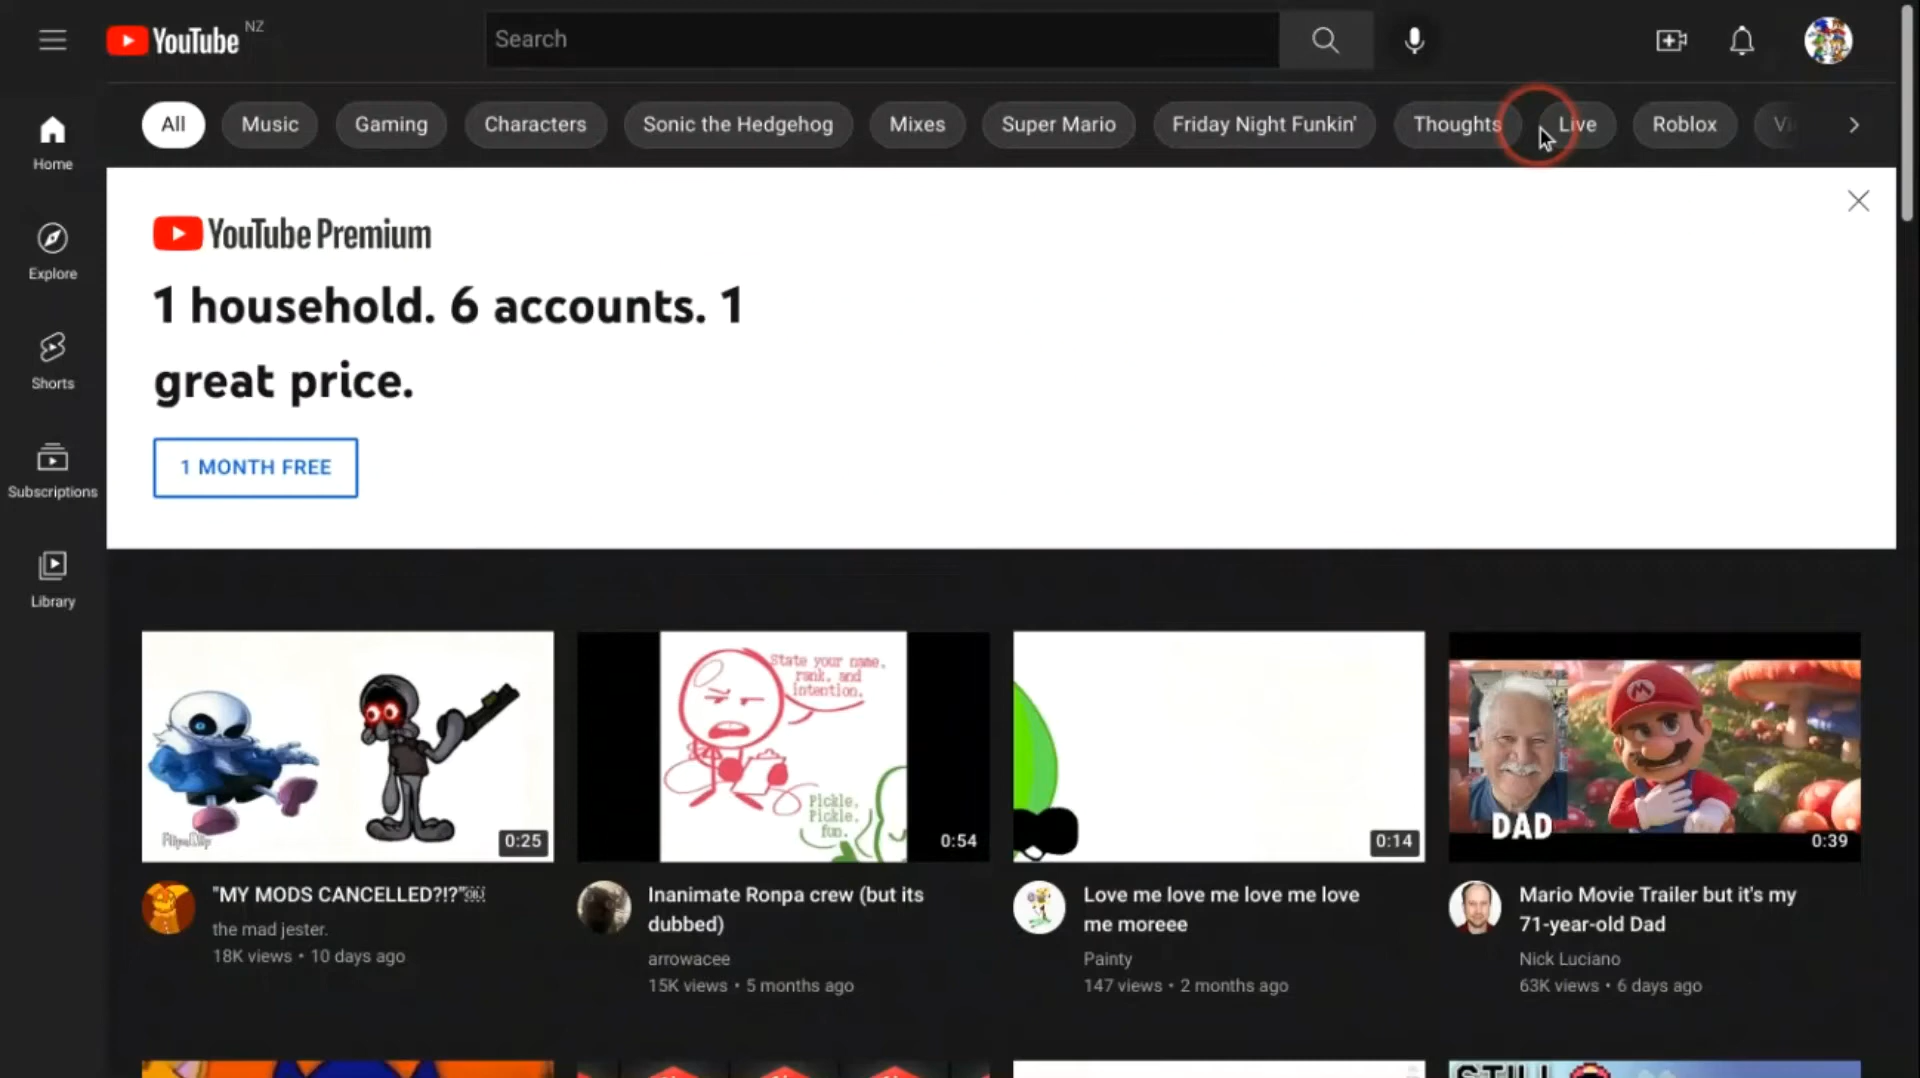 YouTube NZ
Search
All Music Gaming Characters Sonic the Hedgehog Mixes Super Mario Friday Night Funkin' Thoughts Live Roblox
Home
Explore
Shorts
Subscriptions
Library
YouTube Premium
1 household. 6 accounts. 1
great price.
1 MONTH FREE
FlipaClip
0:25
State your name,
rank, and
intention.
Pickle,
Pickle,
fun.
0:54
0:14
DAD
0:39
"MY MODS CANCELLED?!?"
the mad jester.
18K views • 10 days ago
Inanimate Ronpa crew (but its
dubbed)
arrowacee
15K views • 5 months ago
Love me love me love me love
me moreee
Painty
147 views • 2 months ago
Mario Movie Trailer but it's my
71-year-old Dad
Nick Luciano
63K views • 6 days ago
STILL